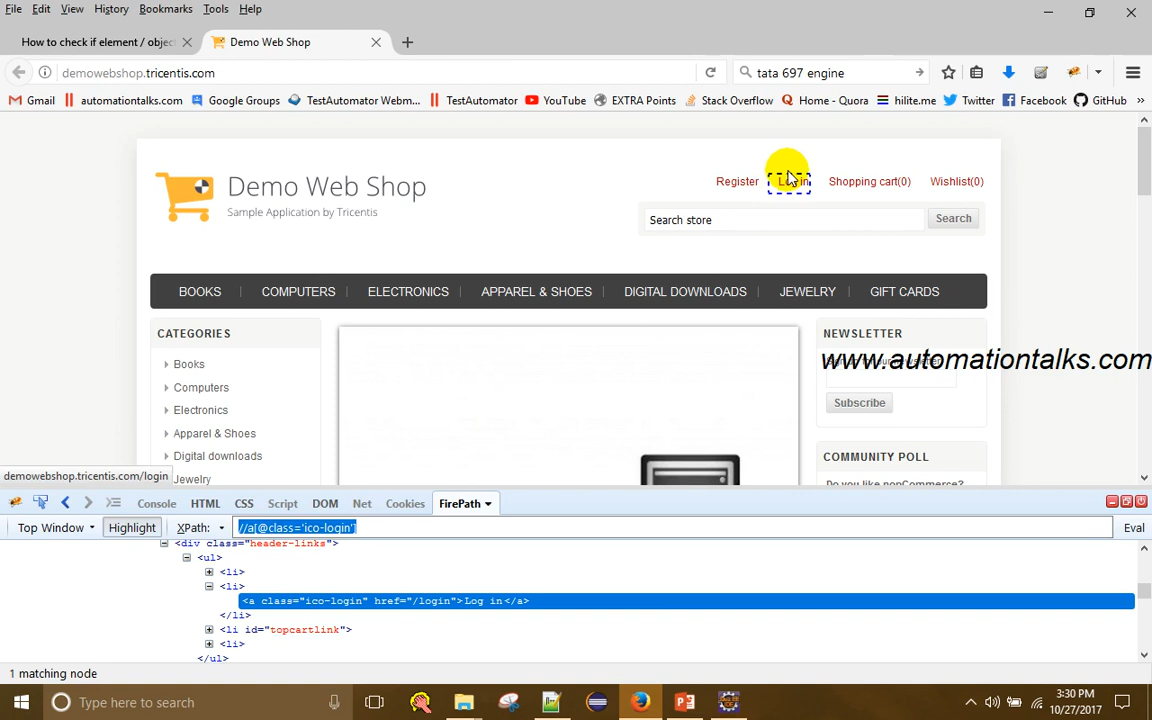 File Edit View History Bookmarks Tools Help
How to check if element / objec
Demo Web Shop
demowebshop.tricentis.com
tata 697 engine
Gmail automationtalks.com Google Groups TestAutomator Webm... TestAutomator YouTube EXTRA Points Stack Overflow Home - Quora hilite.me Twitter Facebook GitHub »
Demo Web Shop
Sample Application by Tricentis
Register Log in Shopping cart(0) Wishlist(0)
Search store Search
BOOKS COMPUTERS ELECTRONICS APPAREL & SHOES DIGITAL DOWNLOADS JEWELRY GIFT CARDS
CATEGORIES
Books
Computers
Electronics
Apparel & Shoes
Digital downloads
Jewelry
NEWSLETTER
www.automationtalks.com
Subscribe
COMMUNITY POLL
Do you like nopCommerce?
demowebshop.tricentis.com/login
Console HTML CSS Script DOM Net Cookies FirePath
Top Window Highlight XPath: //a[@class='ico-login'] Eval
<div class="header-links">
<ul>
<li>
<li>
<a class="ico-login" href="/login">Log in</a>
</li>
<li id="topcartlink">
<li>
</ul>
1 matching node
Type here to search
3:30 PM
10/27/2017